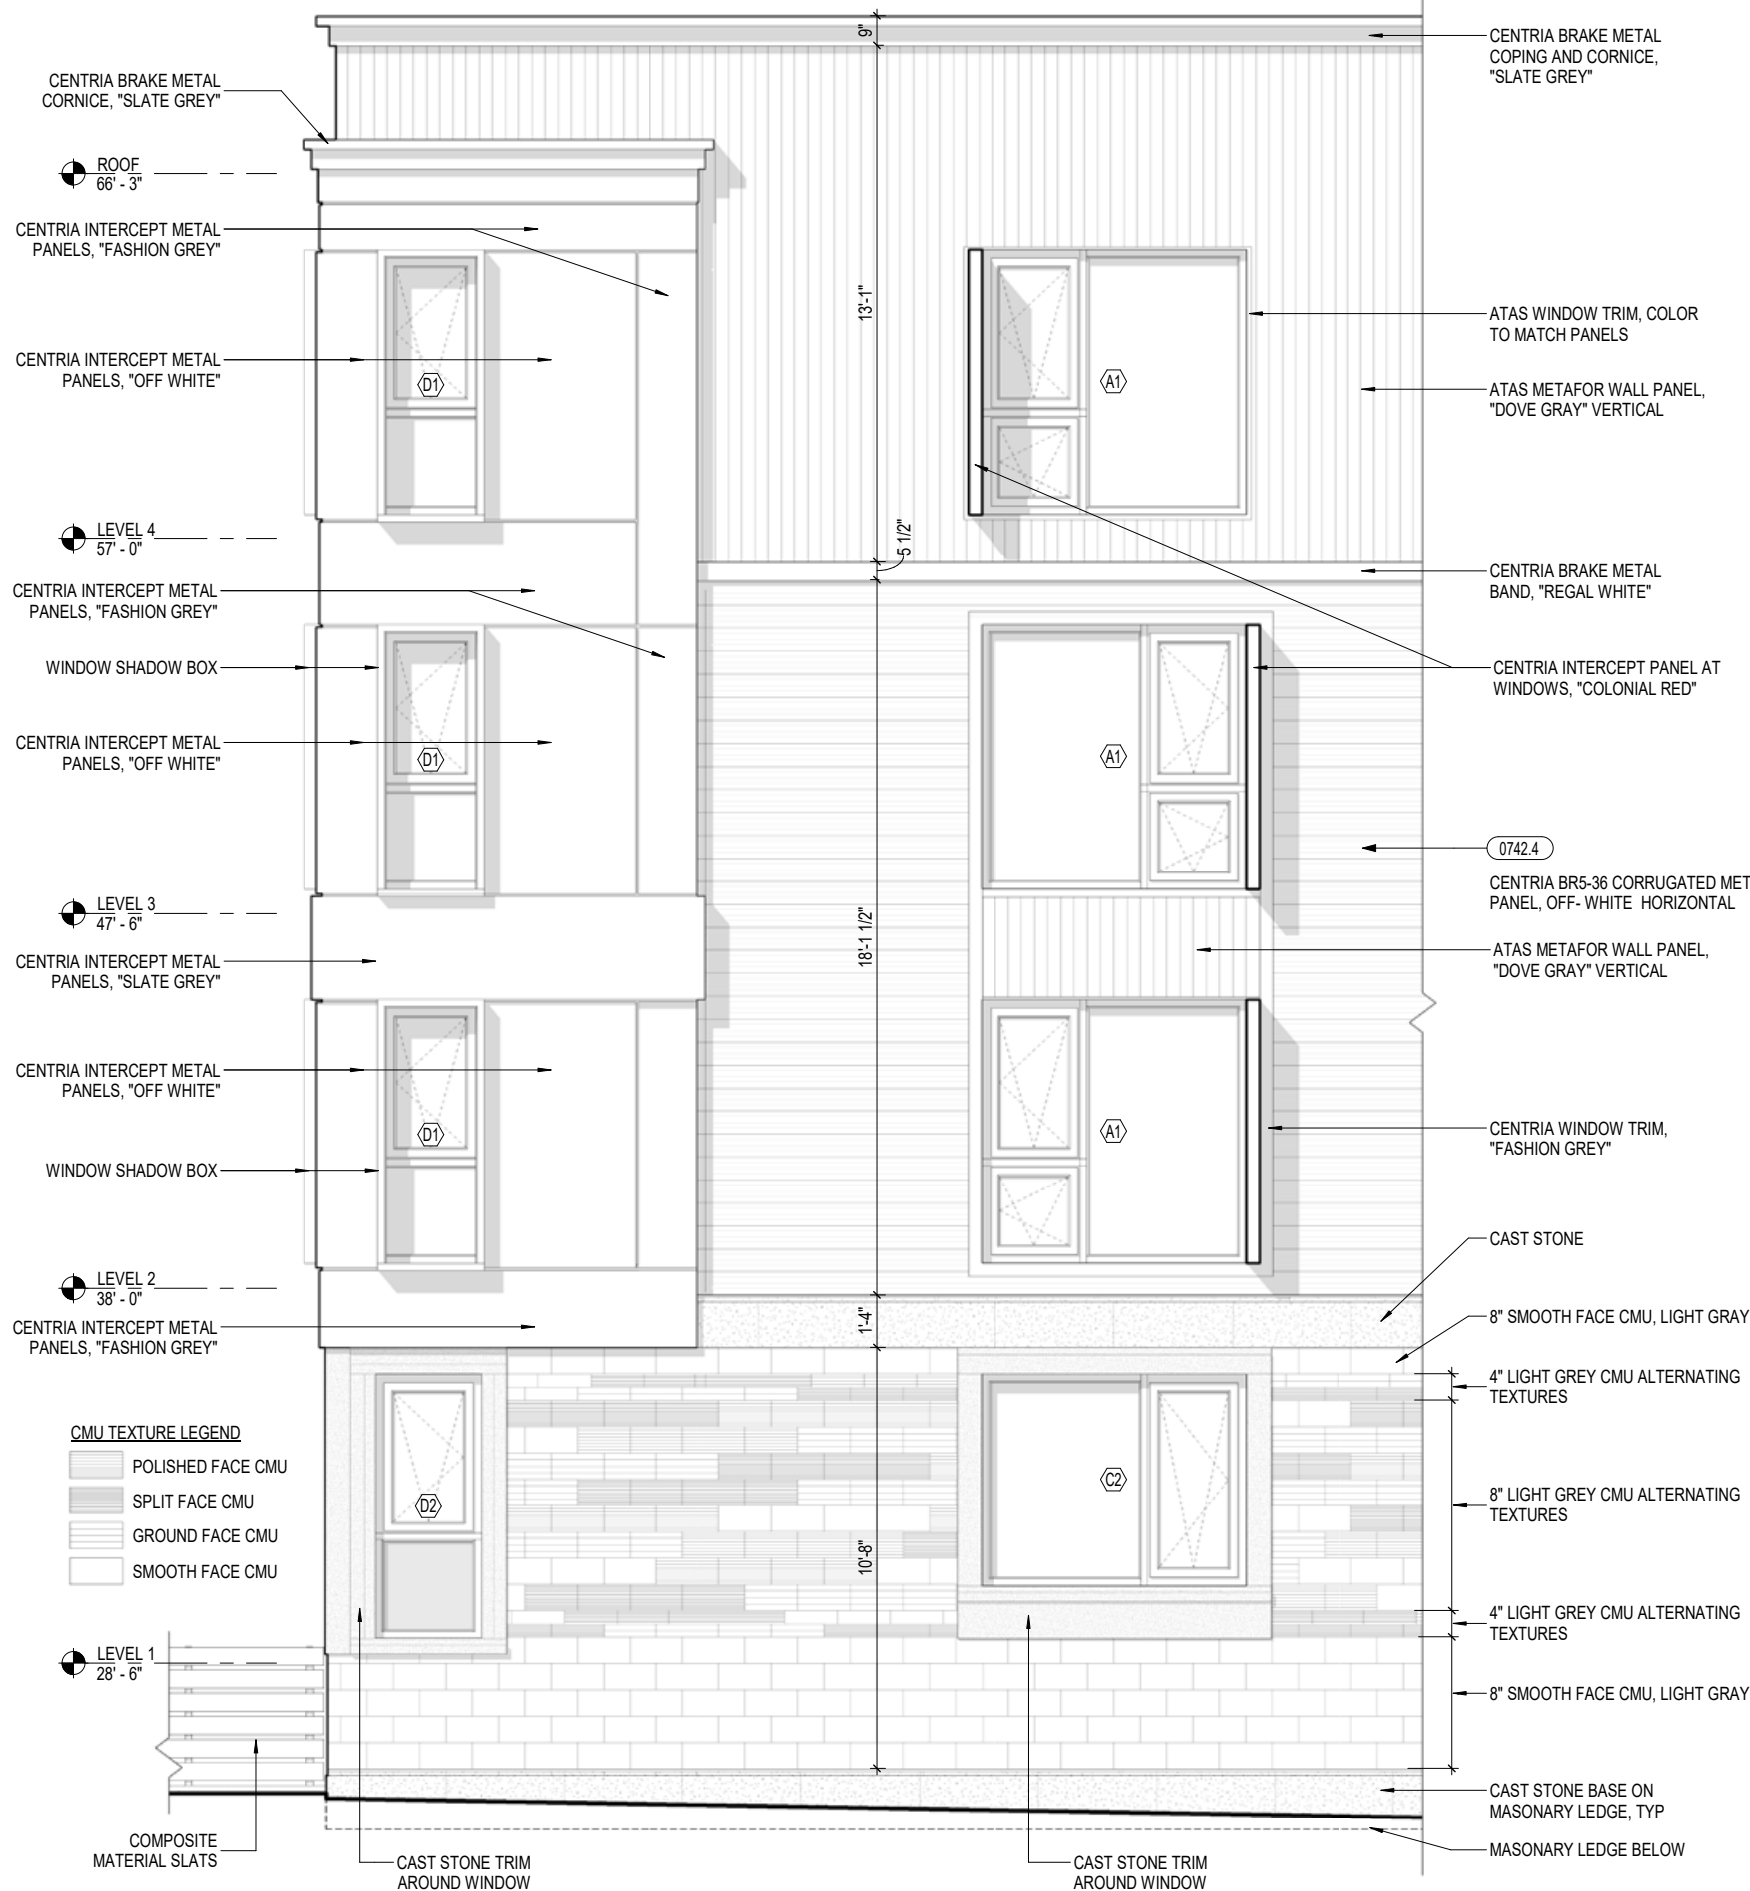 CENTRIA BRAKE METAL
CORNICE, "SLATE GREY"
ROOF
66' - 3"
CENTRIA INTERCEPT METAL
PANELS, "FASHION GREY"
CENTRIA INTERCEPT METAL
PANELS, "OFF WHITE"
LEVEL 4
57' - 0"
CENTRIA INTERCEPT METAL
PANELS, "FASHION GREY"
WINDOW SHADOW BOX
CENTRIA INTERCEPT METAL
PANELS, "OFF WHITE"
LEVEL 3
47' - 6"
CENTRIA INTERCEPT METAL
PANELS, "SLATE GREY"
CENTRIA INTERCEPT METAL
PANELS, "OFF WHITE"
WINDOW SHADOW BOX
LEVEL 2
38' - 0"
CENTRIA INTERCEPT METAL
PANELS, "FASHION GREY"
CMU TEXTURE LEGEND
POLISHED FACE CMU
SPLIT FACE CMU
GROUND FACE CMU
SMOOTH FACE CMU
LEVEL 1
28' - 6"
COMPOSITE
MATERIAL SLATS
CAST STONE TRIM
AROUND WINDOW
D1
D1
D1
D2
9"
13'-1"
5 1/2"
18'-1 1/2"
1'-4"
10'-8"
A1
A1
A1
C2
CAST STONE TRIM
AROUND WINDOW
CENTRIA BRAKE METAL
COPING AND CORNICE,
"SLATE GREY"
ATAS WINDOW TRIM, COLOR
TO MATCH PANELS
ATAS METAFOR WALL PANEL,
"DOVE GRAY" VERTICAL
CENTRIA BRAKE METAL
BAND, "REGAL WHITE"
CENTRIA INTERCEPT PANEL AT
WINDOWS, "COLONIAL RED"
0742.4
CENTRIA BR5-36 CORRUGATED MET
PANEL, OFF- WHITE HORIZONTAL
ATAS METAFOR WALL PANEL,
"DOVE GRAY" VERTICAL
CENTRIA WINDOW TRIM,
"FASHION GREY"
CAST STONE
8" SMOOTH FACE CMU, LIGHT GRAY
4" LIGHT GREY CMU ALTERNATING
TEXTURES
8" LIGHT GREY CMU ALTERNATING
TEXTURES
4" LIGHT GREY CMU ALTERNATING
TEXTURES
8" SMOOTH FACE CMU, LIGHT GRAY
CAST STONE BASE ON
MASONARY LEDGE, TYP
MASONARY LEDGE BELOW